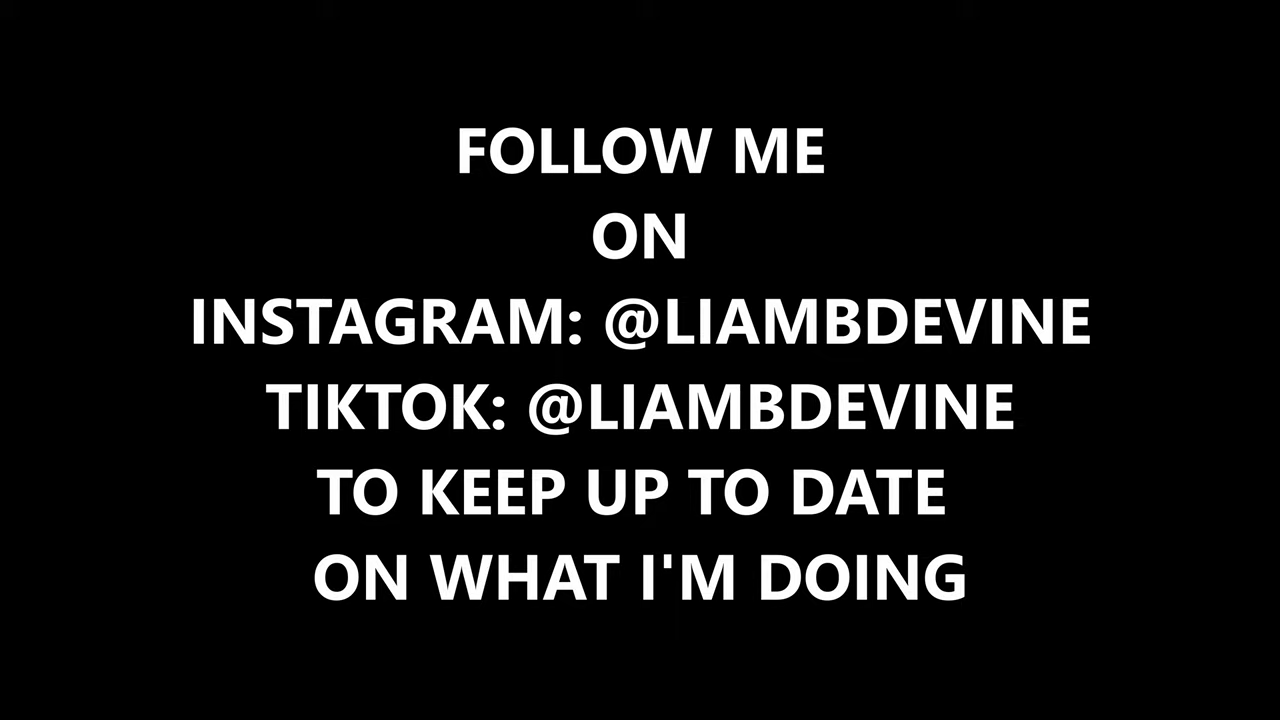 FOLLOW ME
ON
INSTAGRAM: @LIAMBDEVINE
TIKTOK: @LIAMBDEVINE
TO KEEP UP TO DATE
ON WHAT I'M DOING